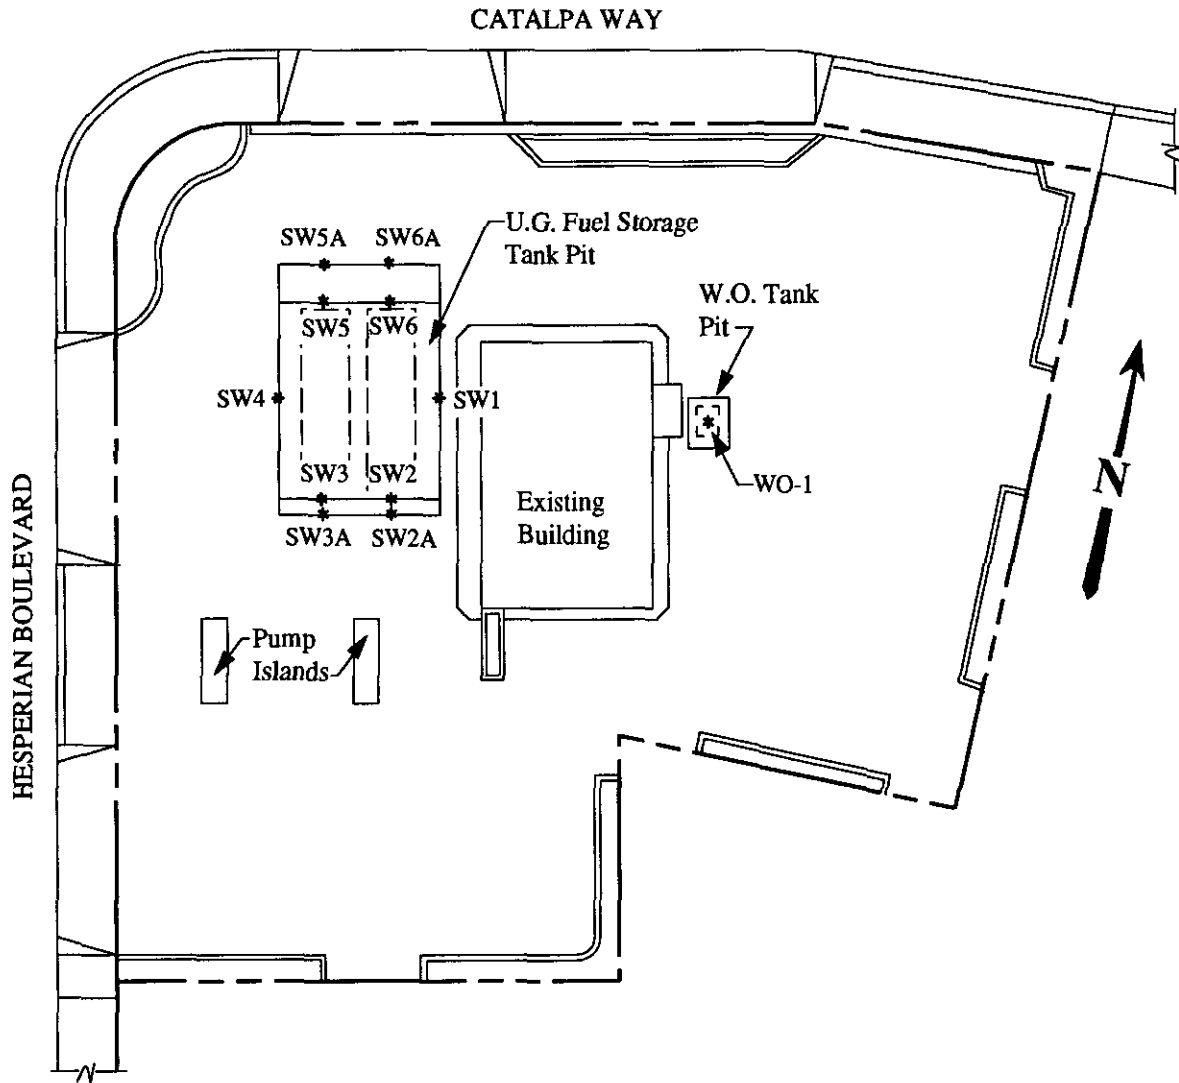 CATALPA WAY
U.G. Fuel Storage
Tank Pit
SW5A
SW6A
W.O. Tank
Pit
SW5
SW6
SW4
SW1
SW3
SW2
WO-1
N
Existing
Building
SW3A
SW2A
HESPERIAN BOULEVARD
Pump
Islands